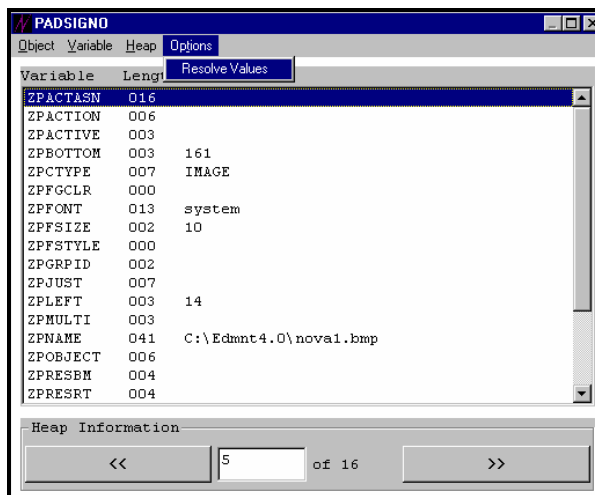 PADSIGNO
Object Variable Heap Options
Resolve Values
Variable Lengt
ZPACTASN 016
ZPACTION 006
ZPACTIVE 003
ZPBOTTOM 003 161
ZPCTYPE 007 IMAGE
ZPFGCLR 000
ZPFONT 013 system
ZPFSIZE 002 10
ZPFSTYLE 000
ZPGRPID 002
ZPJUST 007
ZPLEFT 003 14
ZPMULTI 003
ZPNAME 041 C:\Edmnt4.0\nova1.bmp
ZPOBJECT 006
ZPRESBM 004
ZPRESRT 004
Heap Information
<< 5 of 16 >>